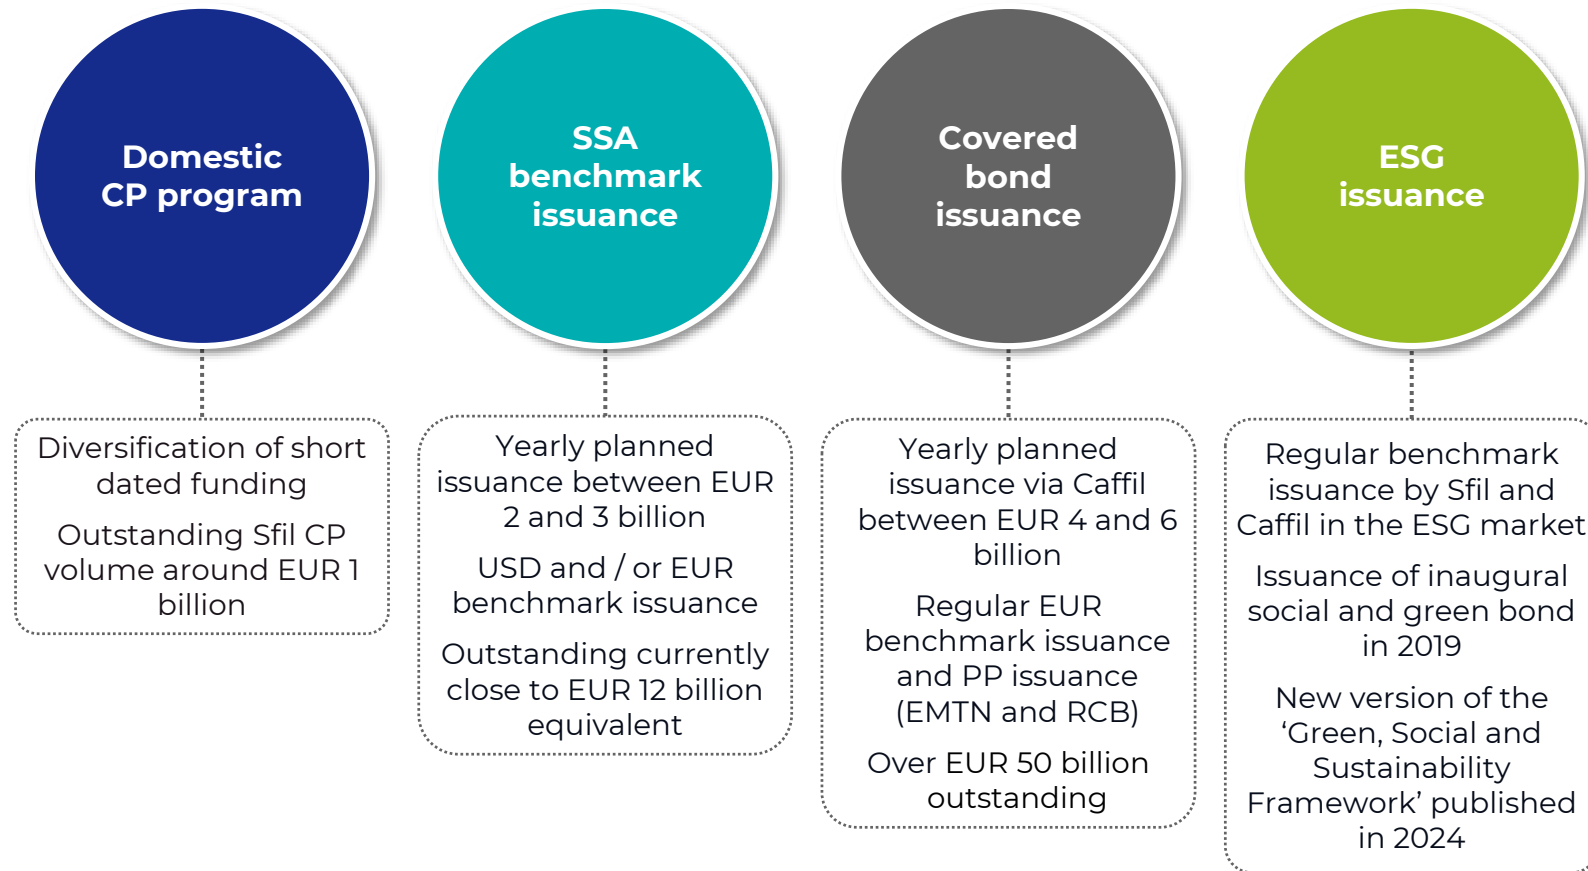 Domestic
CP program
SSA
benchmark
issuance
Covered
bond
issuance
ESG
issuance
Diversification of short
dated funding
Outstanding Sfil CP
volume around EUR 1
billion
Yearly planned
issuance between EUR
2 and 3 billion
USD and / or EUR
benchmark issuance
Outstanding currently
close to EUR 12 billion
equivalent
Yearly planned
issuance via Caffil
between EUR 4 and 6
billion
Regular EUR
benchmark issuance
and PP issuance
(EMTN and RCB)
Over EUR 50 billion
outstanding
Regular benchmark
issuance by Sfil and
Caffil in the ESG market
Issuance of inaugural
social and green bond
in 2019
New version of the
‘Green, Social and
Sustainability
Framework’ published
in 2024